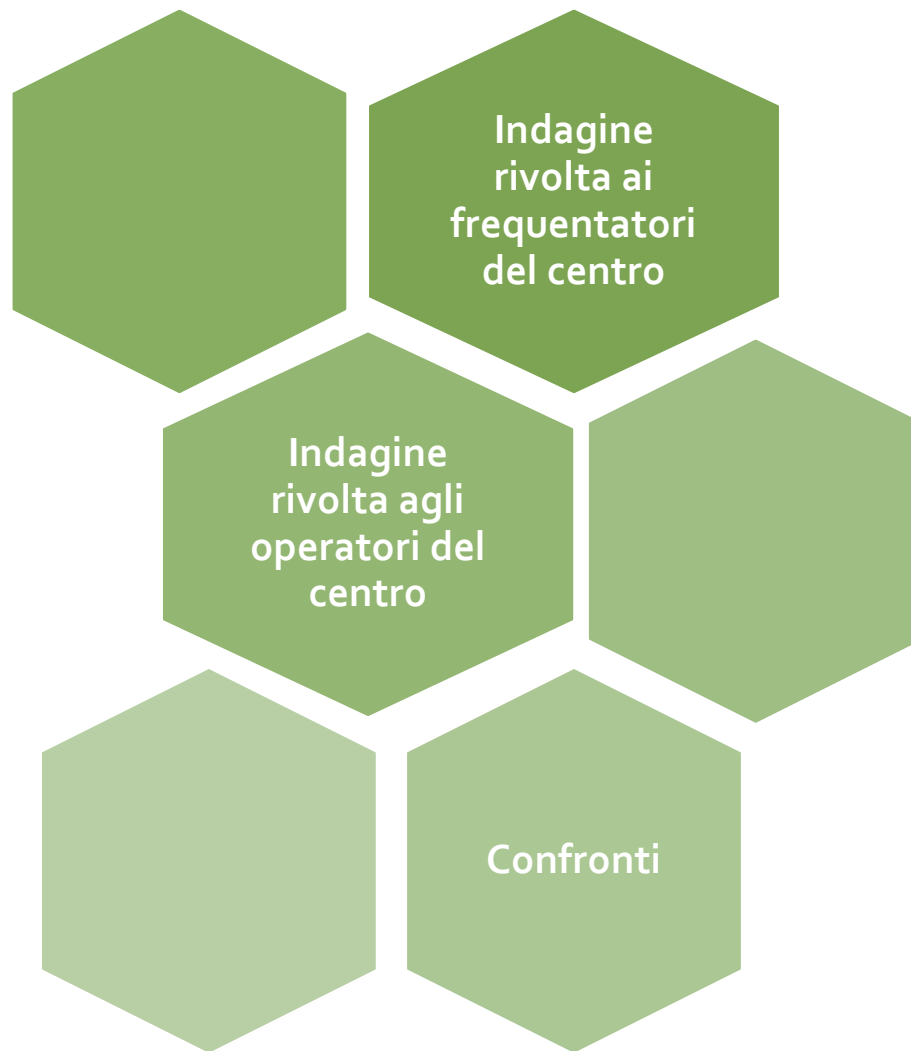 Indagine
rivolta ai
frequentatori
del centro
Indagine
rivolta agli
operatori del
centro
Confronti